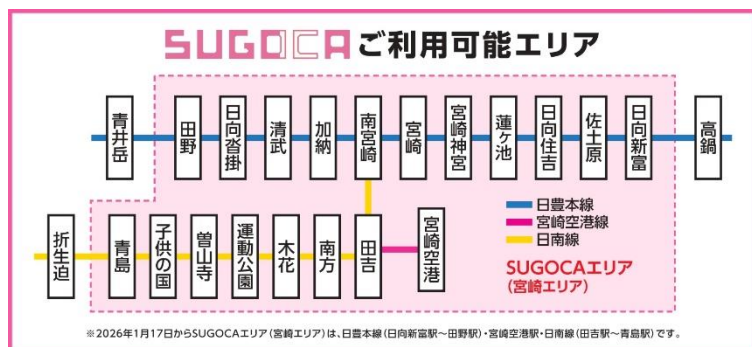 SUGOCAご利用可能エリア
青井岳
田野
日向沓掛
清武
加納
南宮崎
宮崎
宮崎神宮
蓮ヶ池
日向住吉
佐土原
日向新富
高鍋
日豊本線
宮崎空港線
日南線
折生迫
青島
子供の国
曽山寺
運動公園
木花
南方
田吉
宮崎空港
SUGOCAエリア
(宮崎エリア)
※2026年1月17日からSUGOCAエリア(宮崎エリア)は、日豊本線(日向新富駅～田野駅)・宮崎空港駅・日南線(田吉駅～青島駅)です。